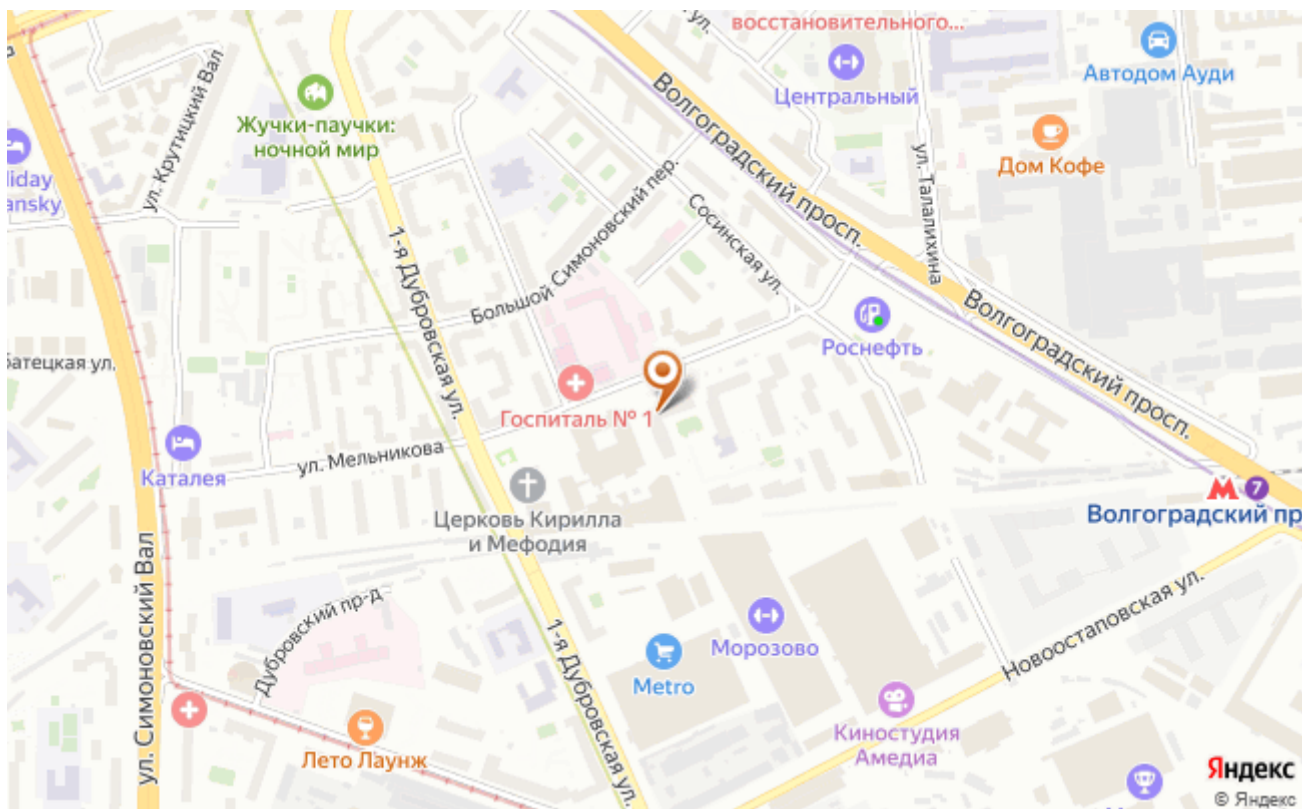 восстановительного...
ул.
Автодом Ауди
Центральный
Волгоградский просп.
ул. Крутицкий Вал
Жучки-паучки:
ночной мир
ул. Талалихина
Дом Кофе
liday
ansky
1-я Дубровская ул.
Большой Симоновский пер.
Сосинская ул.
Роснефть
Волгоградский просп.
батецкая ул.
Госпиталь № 1
ул. Мельникова
Каталея
Церковь Кирилла
и Мефодия
7
Волгоградский пр
ул. Симоновский Вал
Дубровский пр-д
1-я Дубровская ул.
Морозово
Metro
Новоостаповская ул.
Киностудия
Амедиа
Лето Лаунж
Яндекс
© Яндекс